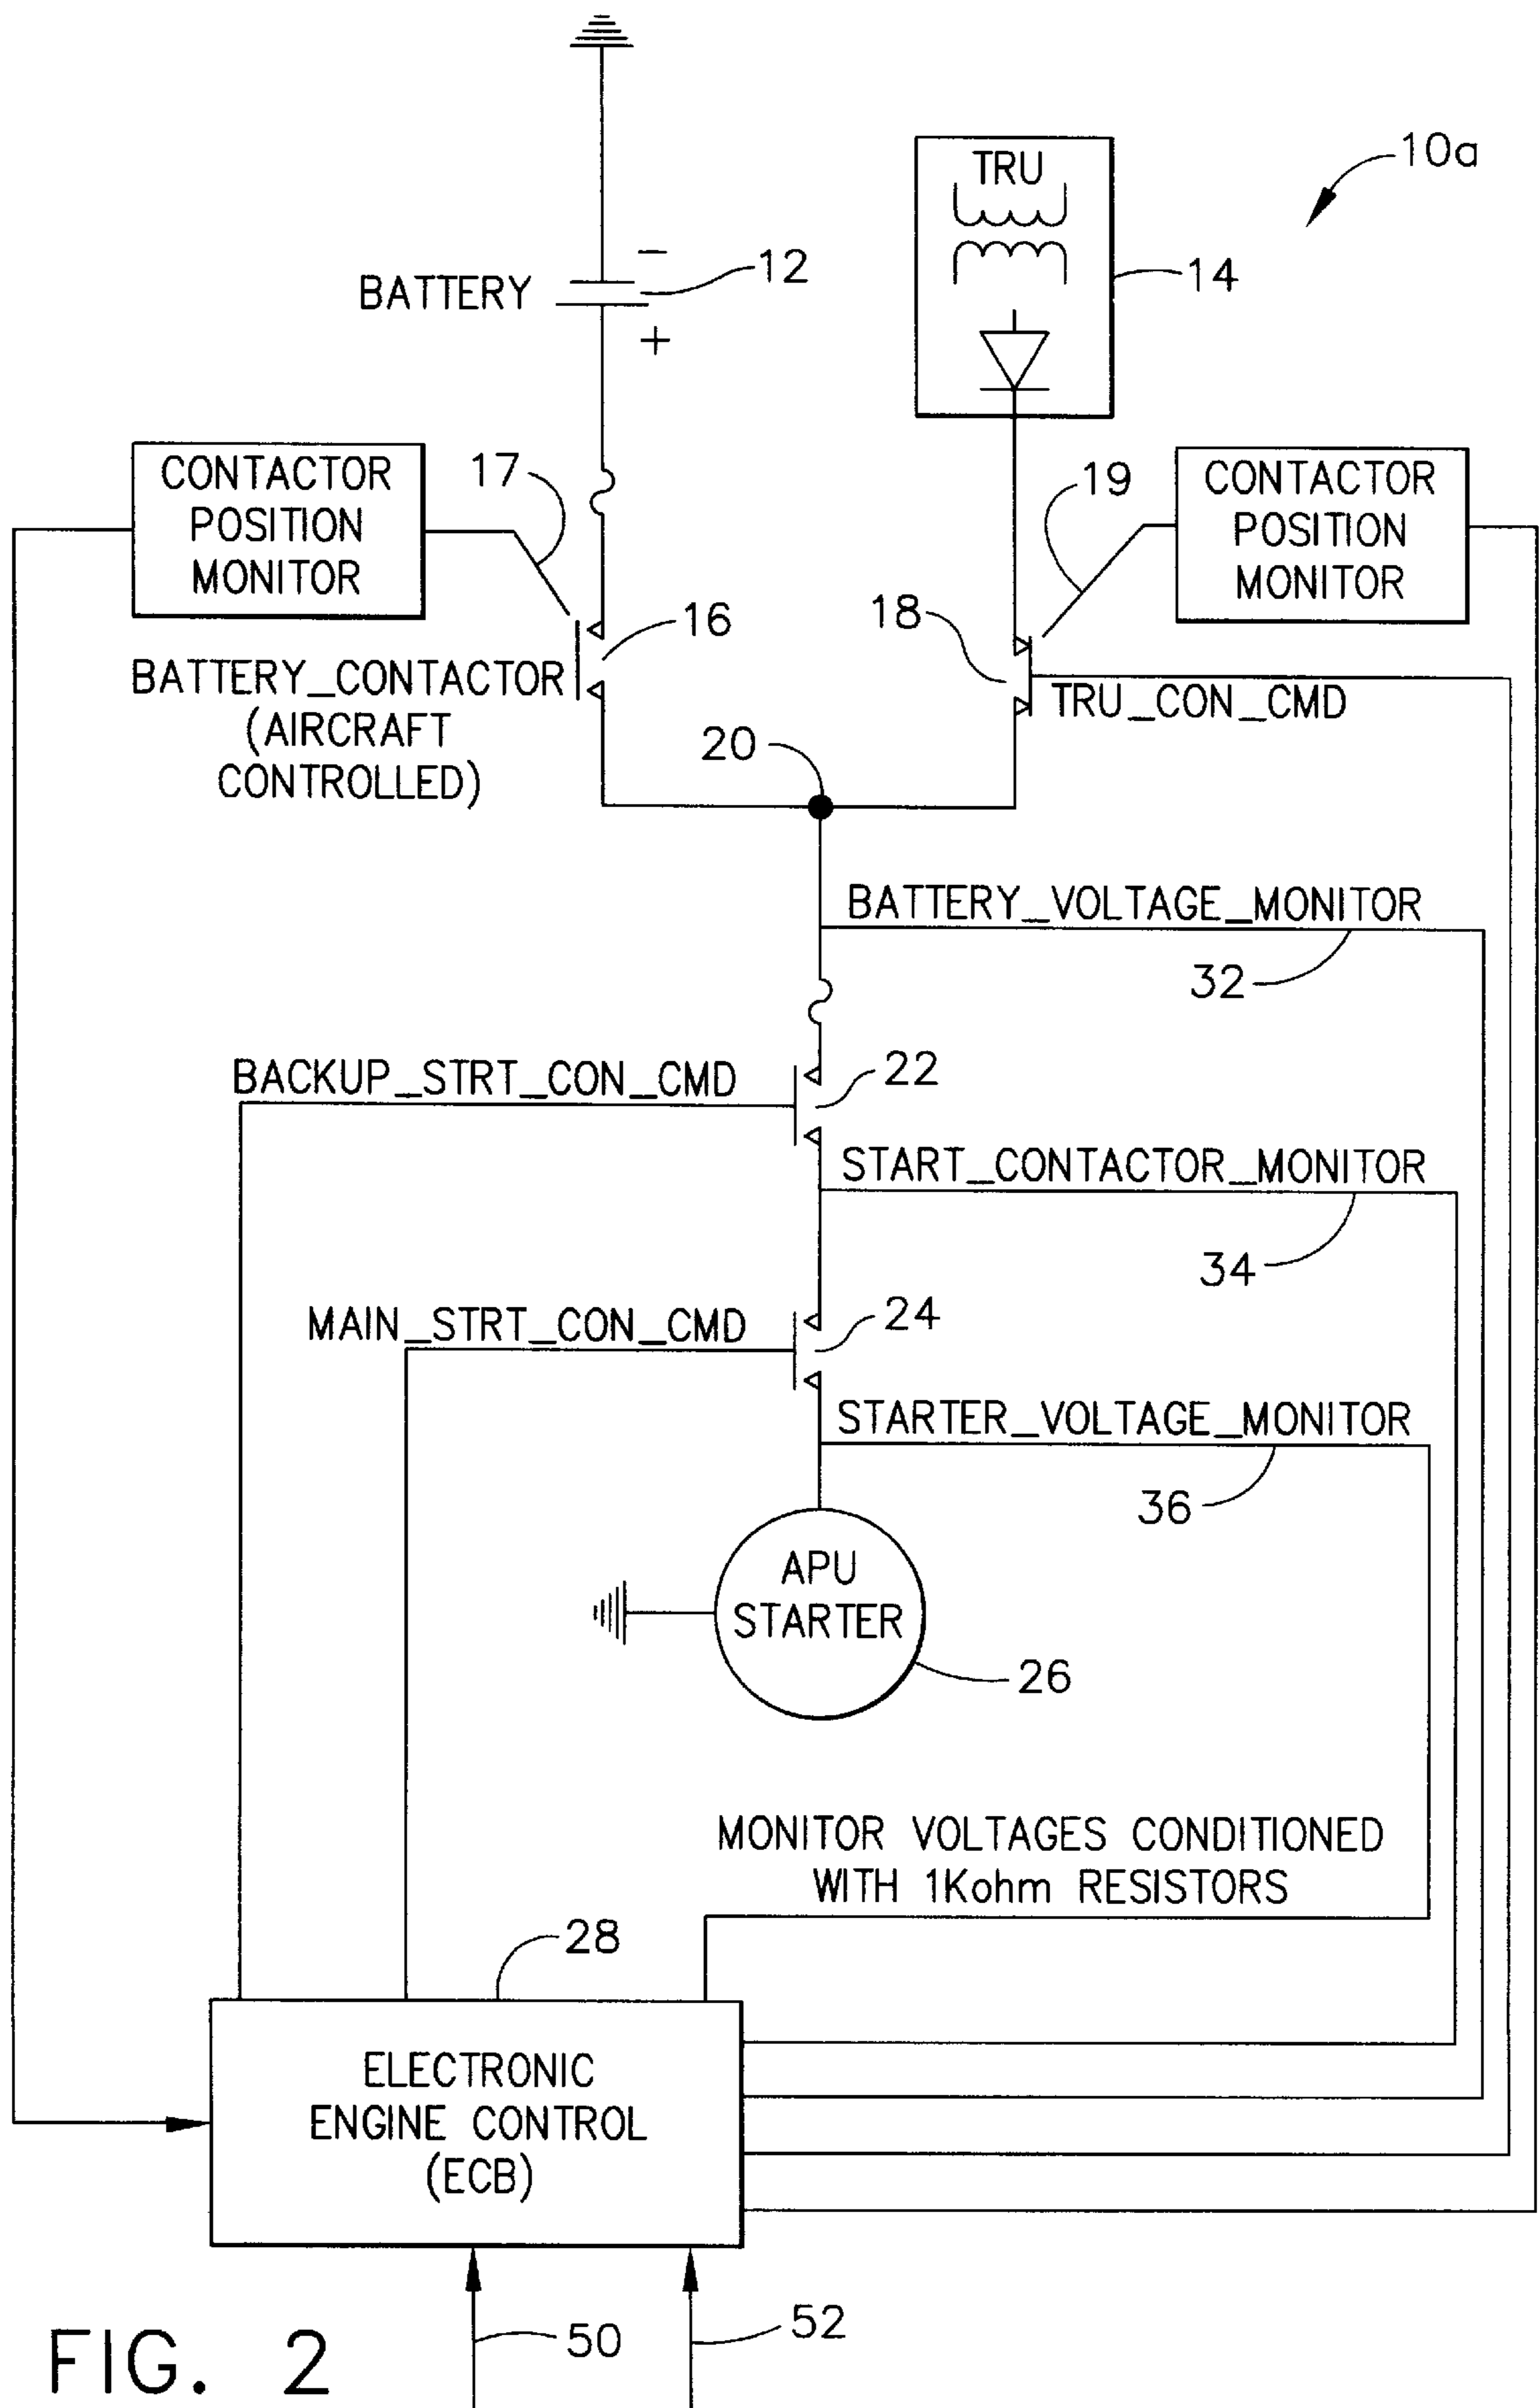 TRU
10a
−
BATTERY
12
+
14
CONTACTOR
POSITION
MONITOR
17
19
CONTACTOR
POSITION
MONITOR
16
18
BATTERY_CONTACTOR
(AIRCRAFT
CONTROLLED)
TRU_CON_CMD
20
BATTERY_VOLTAGE_MONITOR
32
BACKUP_STRT_CON_CMD
22
START_CONTACTOR_MONITOR
34
MAIN_STRT_CON_CMD
24
STARTER_VOLTAGE_MONITOR
36
APU
STARTER
26
MONITOR VOLTAGES CONDITIONED
WITH 1Kohm RESISTORS
28
ELECTRONIC
ENGINE CONTROL
(ECB)
50
52
FIG. 2